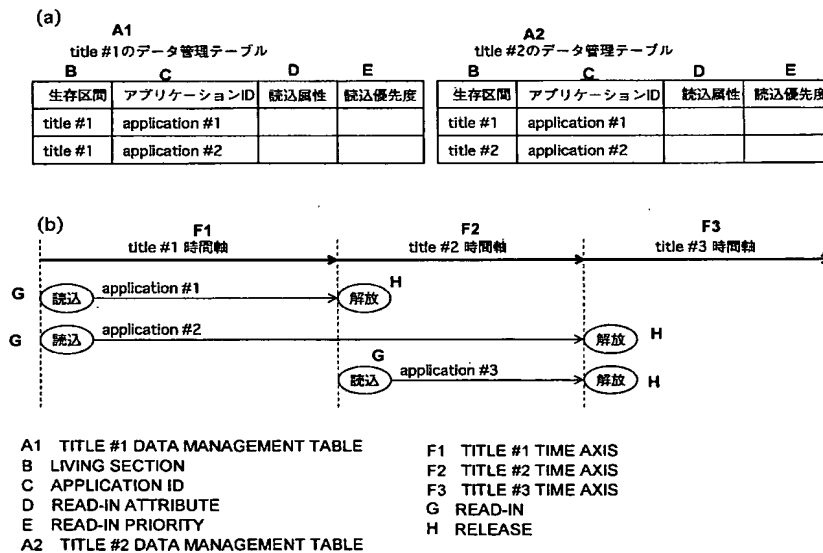 (a)
A1
title #1のデータ管理テーブル
B C D E
生存区間 アプリケーションID 読込属性 読込優先度
title #1 application #1
title #1 application #2
A2
title #2のデータ管理テーブル
B C D E
生存区間 アプリケーションID 読込属性 読込優先度
title #1 application #1
title #2 application #2
(b)
F1 F2 F3
title #1 時間軸 title #2 時間軸 title #3 時間軸
G 読込 application #1 解放 H
G 読込 application #2 解放 H
G
読込 application #3 解放 H
A1 TITLE #1 DATA MANAGEMENT TABLE
B LIVING SECTION
C APPLICATION ID
D READ-IN ATTRIBUTE
E READ-IN PRIORITY
A2 TITLE #2 DATA MANAGEMENT TABLE
F1 TITLE #1 TIME AXIS
F2 TITLE #2 TIME AXIS
F3 TITLE #3 TIME AXIS
G READ-IN
H RELEASE